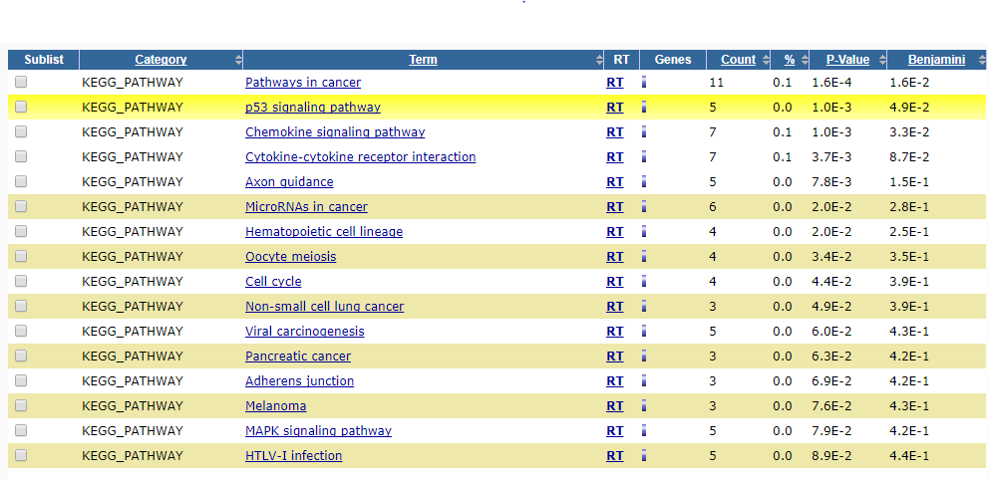 Sublist Category Term RT Genes Count % P-Value Benjamini
KEGG_PATHWAY Pathways in cancer RT 11 0.1 1.6E-4 1.6E-2
KEGG_PATHWAY p53 signaling pathway RT 5 0.0 1.0E-3 4.9E-2
KEGG_PATHWAY Chemokine signaling pathway RT 7 0.1 1.0E-3 3.3E-2
KEGG_PATHWAY Cytokine-cytokine receptor interaction RT 7 0.1 3.7E-3 8.7E-2
KEGG_PATHWAY Axon guidance RT 5 0.0 7.8E-3 1.5E-1
KEGG_PATHWAY MicroRNAs in cancer RT 6 0.0 2.0E-2 2.8E-1
KEGG_PATHWAY Hematopoietic cell lineage RT 4 0.0 2.0E-2 2.5E-1
KEGG_PATHWAY Oocyte meiosis RT 4 0.0 3.4E-2 3.5E-1
KEGG_PATHWAY Cell cycle RT 4 0.0 4.4E-2 3.9E-1
KEGG_PATHWAY Non-small cell lung cancer RT 3 0.0 4.9E-2 3.9E-1
KEGG_PATHWAY Viral carcinogenesis RT 5 0.0 6.0E-2 4.3E-1
KEGG_PATHWAY Pancreatic cancer RT 3 0.0 6.3E-2 4.2E-1
KEGG_PATHWAY Adherens junction RT 3 0.0 6.9E-2 4.2E-1
KEGG_PATHWAY Melanoma RT 3 0.0 7.6E-2 4.3E-1
KEGG_PATHWAY MAPK signaling pathway RT 5 0.0 7.9E-2 4.2E-1
KEGG_PATHWAY HTLV-I infection RT 5 0.0 8.9E-2 4.4E-1